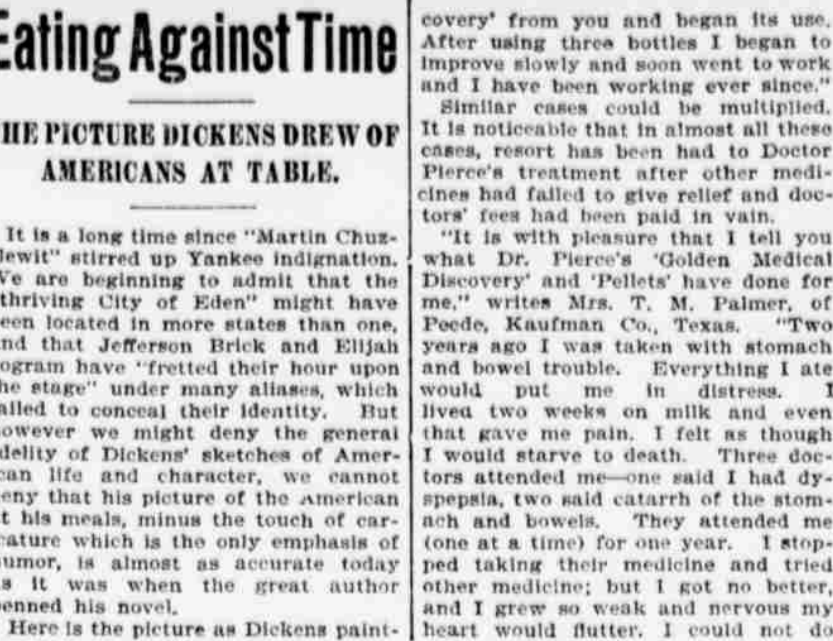 Eating Against Time
HE PICTURE DICKENS DREW OF
AMERICANS AT TABLE.
It is a long time since "Martin Chuz-
lewit" stirred up Yankee indignation.
We are beginning to admit that the
thriving City of Eden" might have
een located in more states than one,
nd that Jefferson Brick and Elijah
ogram have "fretted their hour upon
he stage" under many aliases, which
ailed to conceal their identity. But
owever we might deny the general
delity of Dickens' sketches of Amer-
can life and character, we cannot
eny that his picture of the American
t his meals, minus the touch of car-
cature which is the only emphasis of
umor, is almost as accurate today
s it was when the great author
enned his novel.
Here is the picture as Dickens paint-
covery' from you and began its use.
After using three bottles I began to
improve slowly and soon went to work
and I have been working ever since."
Similar cases could be multiplied.
It is noticeable that in almost all these
cases, resort has been had to Doctor
Pierce's treatment after other medi-
cines had failed to give relief and doc-
tors' fees had been paid in vain.
"It is with pleasure that I tell you
what Dr. Pierce's 'Golden Medical
Discovery' and 'Pellets' have done for
me," writes Mrs. T. M. Palmer, of
Peede, Kaufman Co., Texas. "Two
years ago I was taken with stomach
and bowel trouble. Everything I ate
would put me in distress. I
lived two weeks on milk and even
that gave me pain. I felt as though
I would starve to death. Three doc-
tors attended me—one said I had dy-
spepsia, two said catarrh of the stom-
ach and bowels. They attended me
(one at a time) for one year. I stop-
ped taking their medicine and tried
other medicine; but I got no better,
and I grew so weak and nervous my
heart would flutter. I could not do